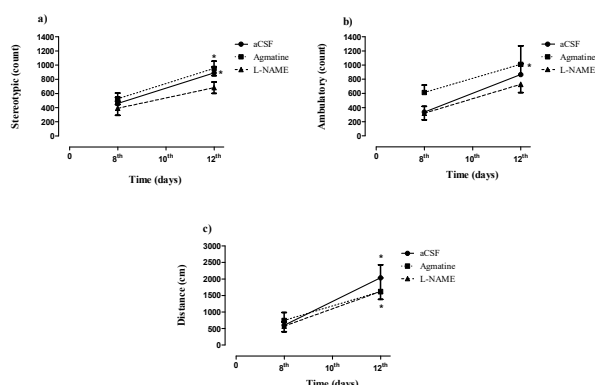 a)
Stereotypic (count)
1400
1200
1000
800
600
400
200
0
*
*
0 8th 10th 12th
Time (days)
aCSF
Agmatine
L-NAME
b)
Ambulatory (count)
1400
1200
1000
800
600
400
200
0
*
0 8th 10th 12th
Time (days)
aCSF
Agmatine
L-NAME
c)
Distance (cm)
3000
2500
2000
1500
1000
500
0
*
*
0 8th 10th 12th
Time (days)
aCSF
Agmatine
L-NAME